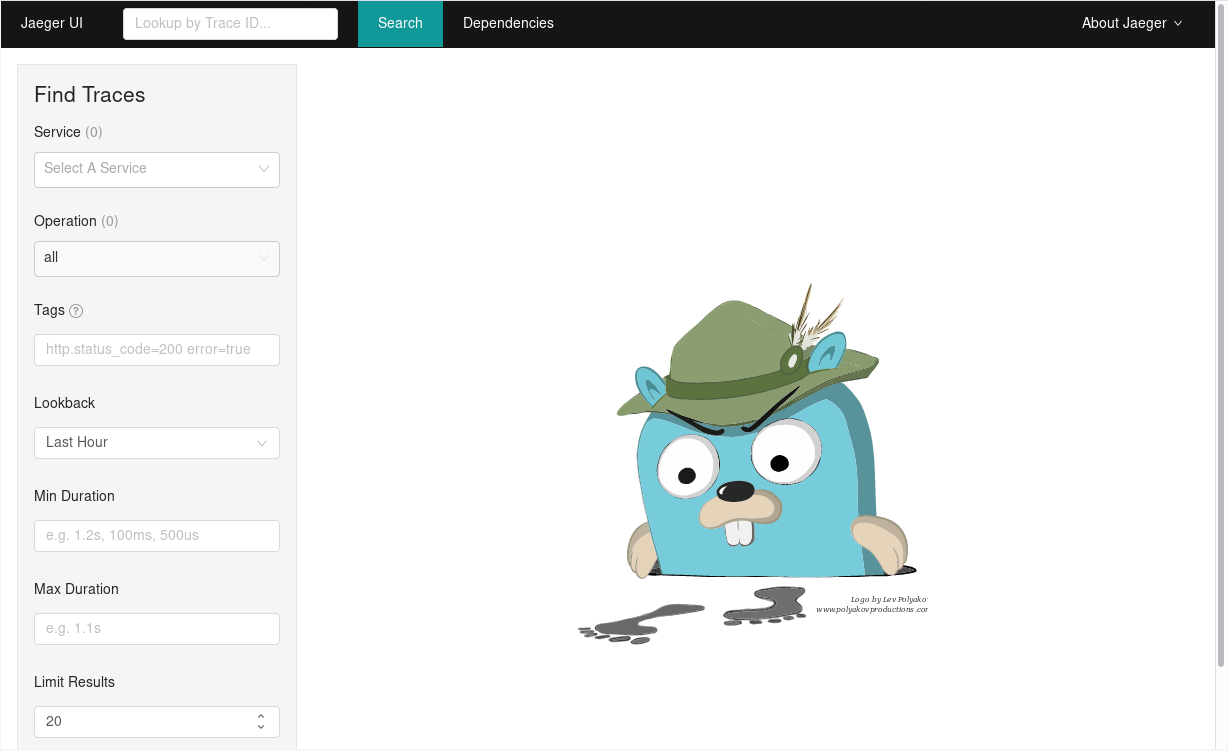 Jaeger UI
Lookup by Trace ID...
Search
Dependencies
About Jaeger
Find Traces
Service (0)
Select A Service
Operation (0)
all
Tags ?
http.status_code=200 error=true
Lookback
Last Hour
Min Duration
e.g. 1.2s, 100ms, 500us
Max Duration
e.g. 1.1s
Limit Results
20
Logo by Lev Polyako
www.polyakovproductions.co